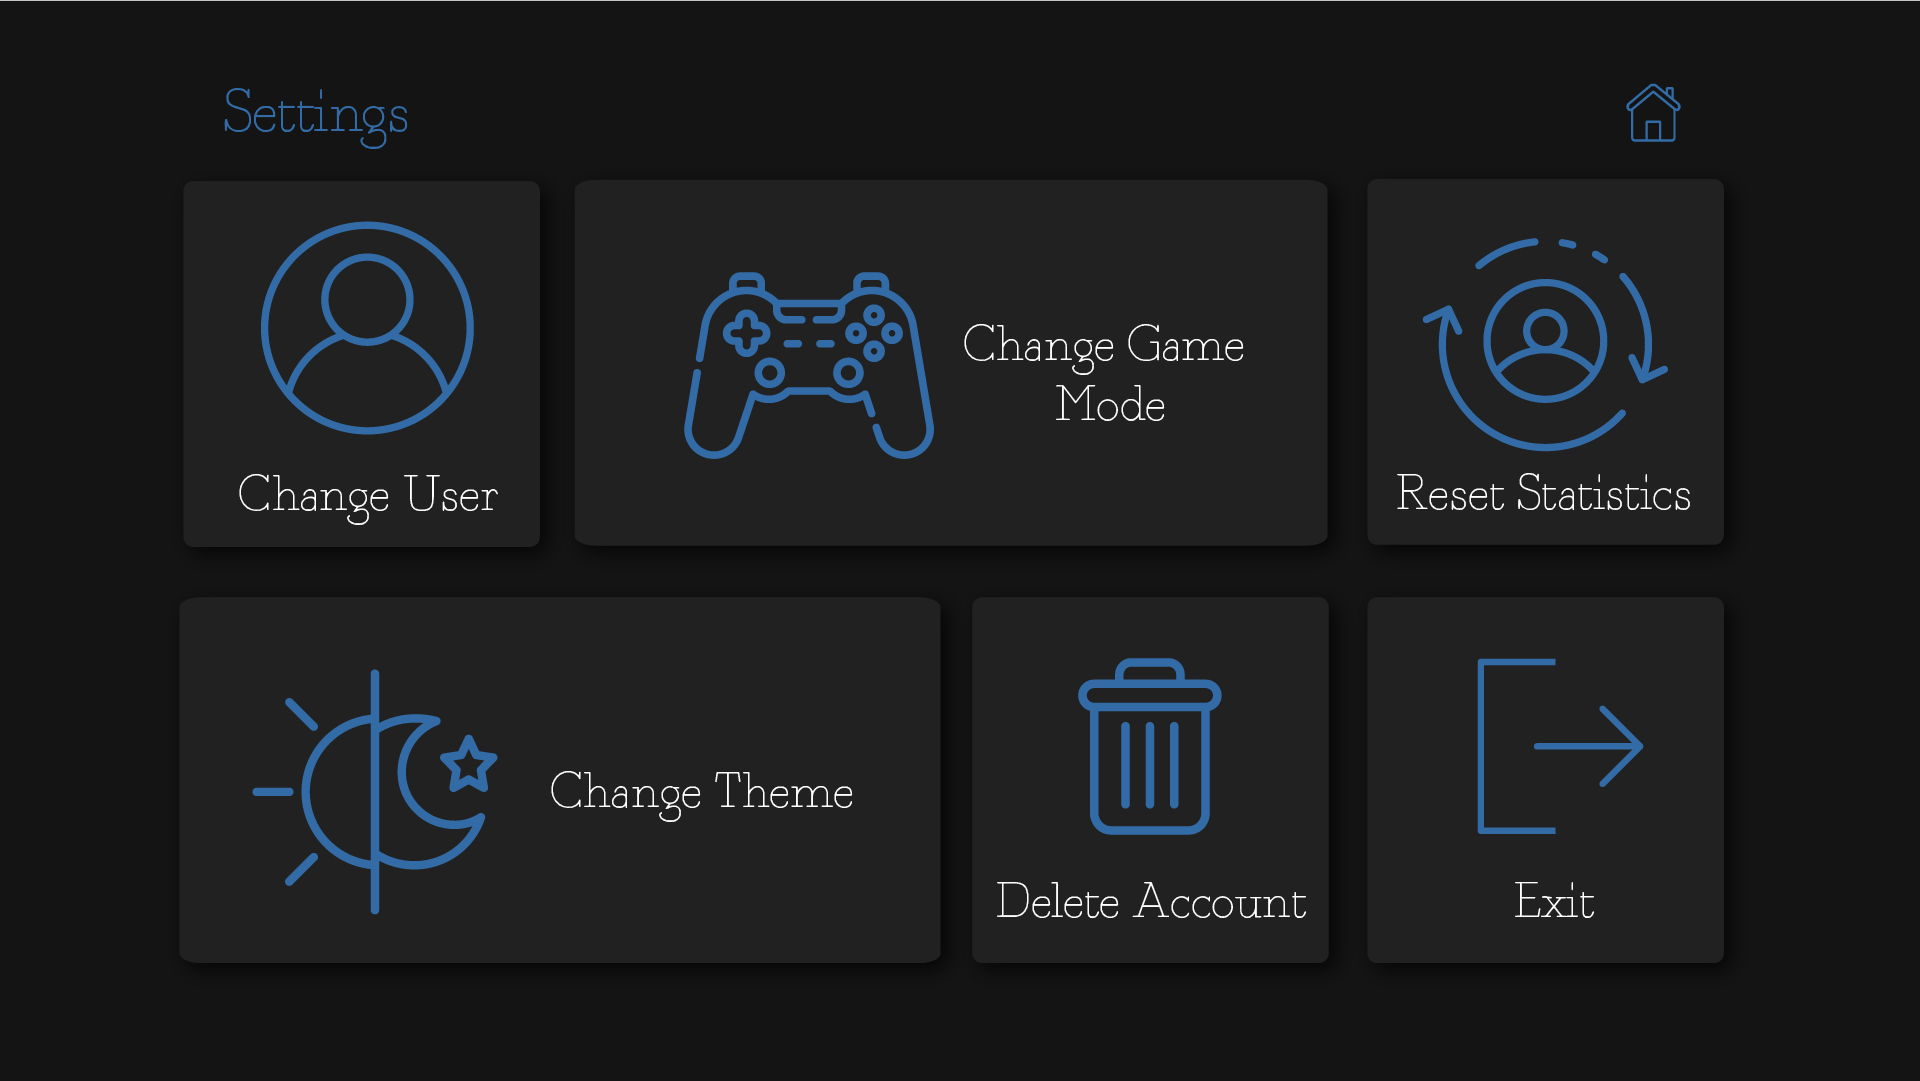 Settings
Change User
Change Game
Mode
Reset Statistics
Change Theme
Delete Account
Exit